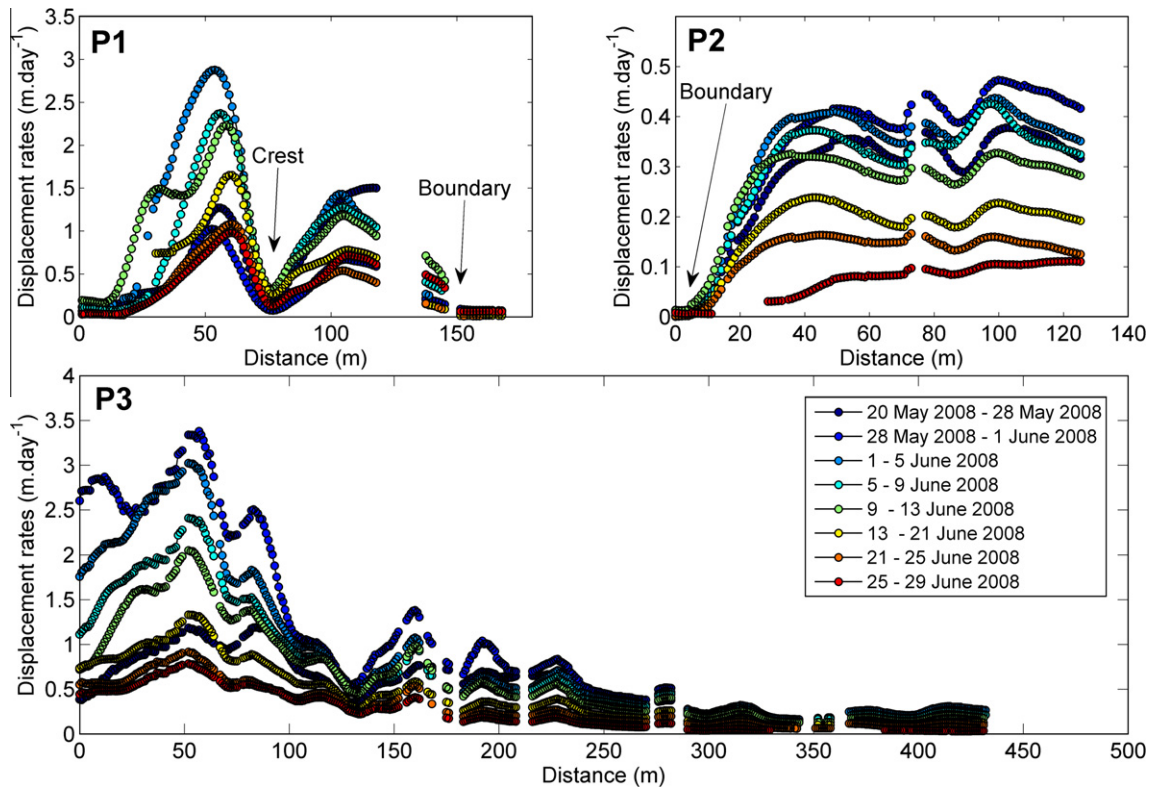 P1
Displacement rates (m.day-1)
3.5
3
2.5
2
1.5
1
0.5
0
Crest
Boundary
0 50 100 150
Distance (m)
P2
Displacement rates (m.day-1)
0.5
0.4
0.3
0.2
0.1
0
Boundary
0 20 40 60 80 100 120 140
Distance (m)
P3
Displacement rates (m.day-1)
4
3.5
3
2.5
2
1.5
1
0.5
0
20 May 2008 - 28 May 2008
28 May 2008 - 1 June 2008
1 - 5 June 2008
5 - 9 June 2008
9 - 13 June 2008
13 - 21 June 2008
21 - 25 June 2008
25 - 29 June 2008
0 50 100 150 200 250 300 350 400 450 500
Distance (m)